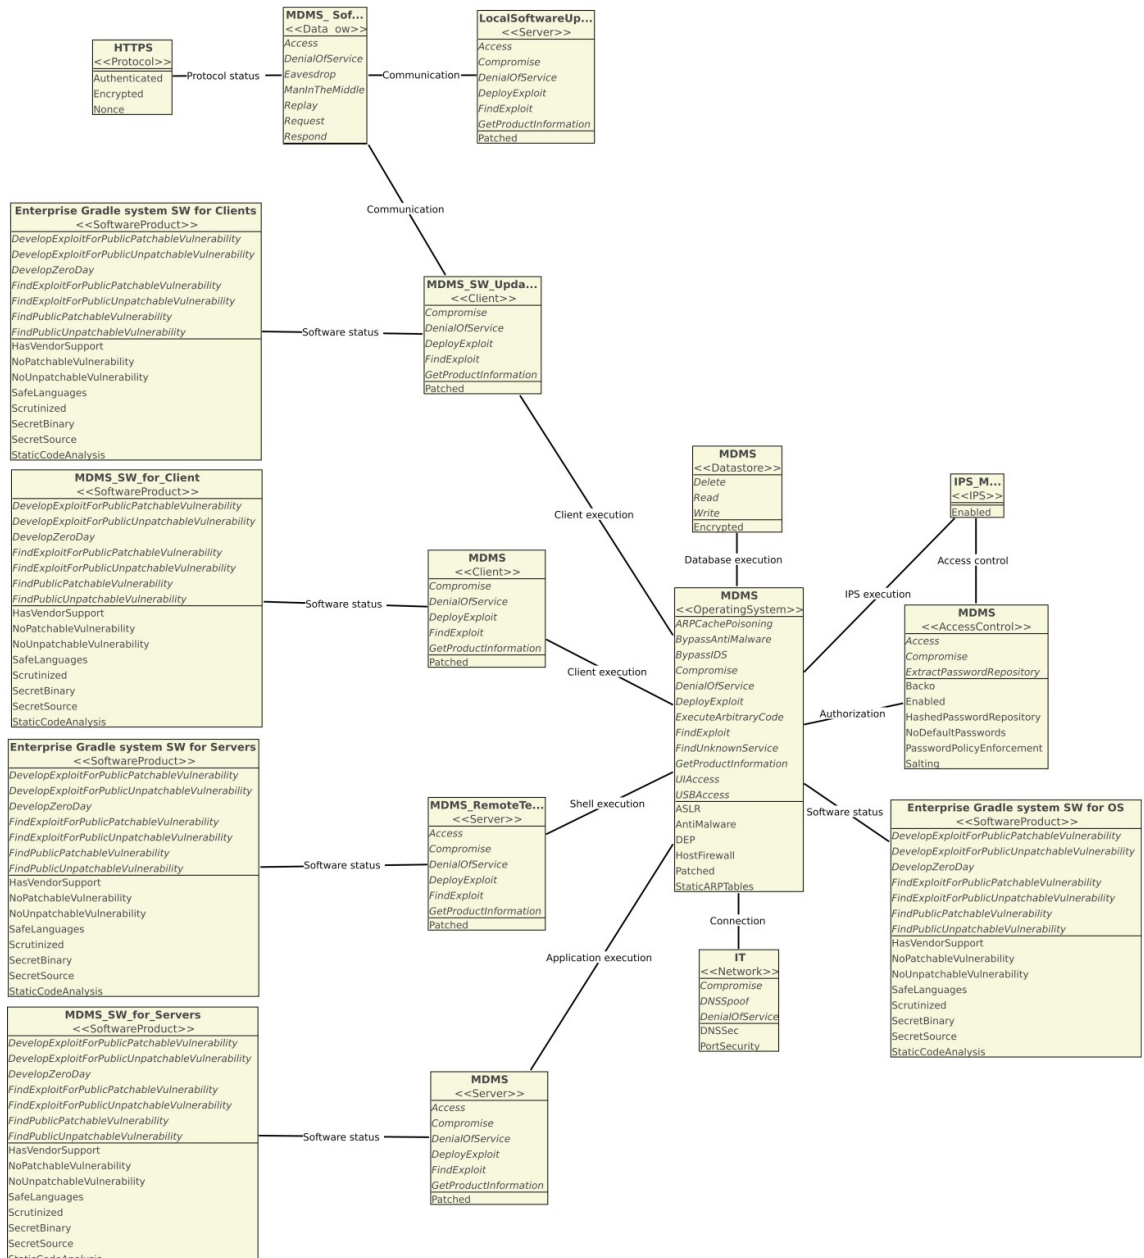 MDMS_ Sof...
<<Data ow>>
Access
DenialOfService
Eavesdrop
ManInTheMiddle
Replay
Request
Respond
LocalSoftwareUp...
<<Server>>
Access
Compromise
DenialOfService
DeployExploit
FindExploit
GetProductInformation
Patched
HTTPS
<<Protocol>>
Authenticated
Encrypted
Nonce
Protocol status
Communication
Communication
Enterprise Gradle system SW for Clients
<<SoftwareProduct>>
DevelopExploitForPublicPatchableVulnerability
DevelopExploitForPublicUnpatchableVulnerability
DevelopZeroDay
FindExploitForPublicPatchableVulnerability
FindExploitForPublicUnpatchableVulnerability
FindPublicPatchableVulnerability
FindPublicUnpatchableVulnerability
HasVendorSupport
NoPatchableVulnerability
NoUnpatchableVulnerability
SafeLanguages
Scrutinized
SecretBinary
SecretSource
StaticCodeAnalysis
Software status
MDMS_SW_Upda...
<<Client>>
Compromise
DenialOfService
DeployExploit
FindExploit
GetProductInformation
Patched
Client execution
MDMS_SW_for_Client
<<SoftwareProduct>>
DevelopExploitForPublicPatchableVulnerability
DevelopExploitForPublicUnpatchableVulnerability
DevelopZeroDay
FindExploitForPublicPatchableVulnerability
FindExploitForPublicUnpatchableVulnerability
FindPublicPatchableVulnerability
FindPublicUnpatchableVulnerability
HasVendorSupport
NoPatchableVulnerability
NoUnpatchableVulnerability
SafeLanguages
Scrutinized
SecretBinary
SecretSource
StaticCodeAnalysis
Software status
MDMS
<<Client>>
Compromise
DenialOfService
DeployExploit
FindExploit
GetProductInformation
Patched
Client execution
MDMS
<<Datastore>>
Delete
Read
Write
Encrypted
Database execution
IPS_M...
<<IPS>>
Enabled
Access control
IPS execution
MDMS
<<OperatingSystem>>
ARPCachePoisoning
BypassAntiMalware
BypassIDS
Compromise
DenialOfService
DeployExploit
ExecuteArbitraryCode
FindExploit
FindUnknownService
GetProductInformation
UIAccess
USBAccess
ASLR
AntiMalware
DEP
HostFirewall
Patched
StaticARPTables
MDMS
<<AccessControl>>
Access
Compromise
ExtractPasswordRepository
Backo
Enabled
HashedPasswordRepository
NoDefaultPasswords
PasswordPolicyEnforcement
Salting
Authorization
Software status
Enterprise Gradle system SW for OS
<<SoftwareProduct>>
DevelopExploitForPublicPatchableVulnerability
DevelopExploitForPublicUnpatchableVulnerability
DevelopZeroDay
FindExploitForPublicPatchableVulnerability
FindExploitForPublicUnpatchableVulnerability
FindPublicPatchableVulnerability
FindPublicUnpatchableVulnerability
HasVendorSupport
NoPatchableVulnerability
NoUnpatchableVulnerability
SafeLanguages
Scrutinized
SecretBinary
SecretSource
StaticCodeAnalysis
Enterprise Gradle system SW for Servers
<<SoftwareProduct>>
DevelopExploitForPublicPatchableVulnerability
DevelopExploitForPublicUnpatchableVulnerability
DevelopZeroDay
FindExploitForPublicPatchableVulnerability
FindExploitForPublicUnpatchableVulnerability
FindPublicPatchableVulnerability
FindPublicUnpatchableVulnerability
HasVendorSupport
NoPatchableVulnerability
NoUnpatchableVulnerability
SafeLanguages
Scrutinized
SecretBinary
SecretSource
StaticCodeAnalysis
Software status
MDMS_RemoteTe...
<<Server>>
Access
Compromise
DenialOfService
DeployExploit
FindExploit
GetProductInformation
Patched
Shell execution
Application execution
Connection
IT
<<Network>>
Compromise
DNSSpoof
DenialOfService
DNSSec
PortSecurity
MDMS_SW_for_Servers
<<SoftwareProduct>>
DevelopExploitForPublicPatchableVulnerability
DevelopExploitForPublicUnpatchableVulnerability
DevelopZeroDay
FindExploitForPublicPatchableVulnerability
FindExploitForPublicUnpatchableVulnerability
FindPublicPatchableVulnerability
FindPublicUnpatchableVulnerability
HasVendorSupport
NoPatchableVulnerability
NoUnpatchableVulnerability
SafeLanguages
Scrutinized
SecretBinary
SecretSource
Software status
MDMS
<<Server>>
Access
Compromise
DenialOfService
DeployExploit
FindExploit
GetProductInformation
Patched